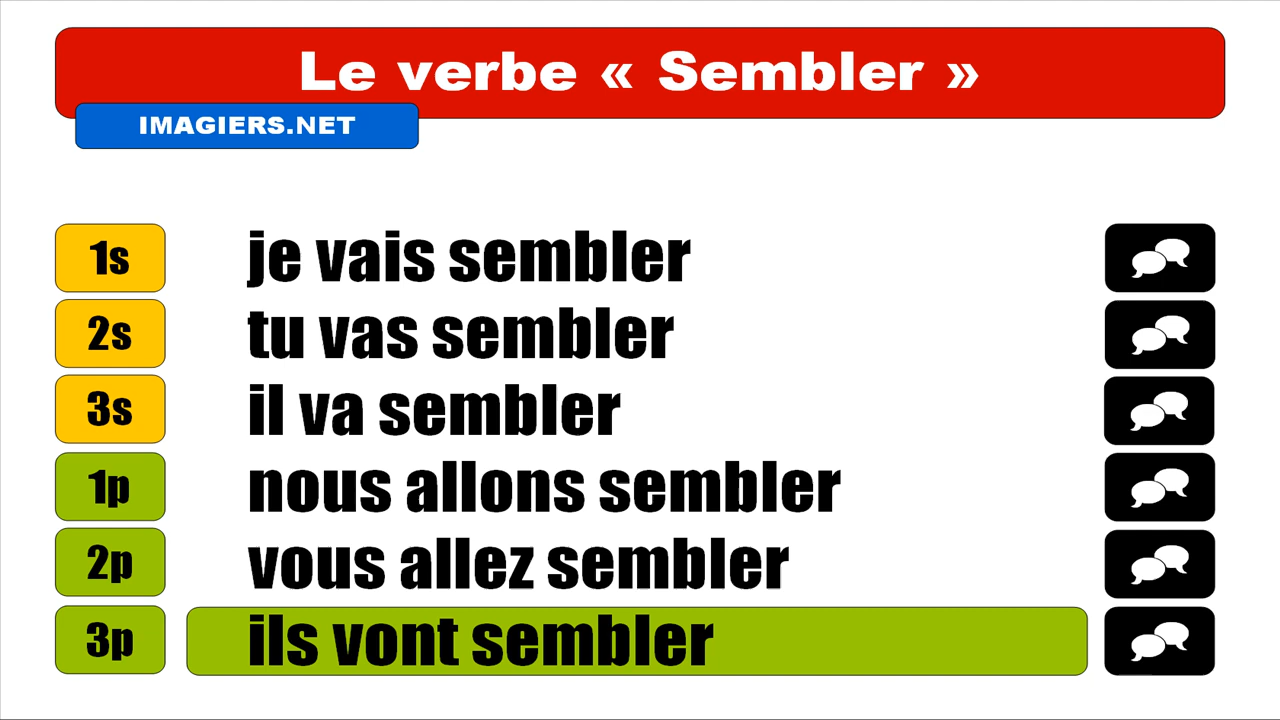 Le verbe « Sembler »
IMAGIERS.NET
1s je vais sembler
2s tu vas sembler
3s il va sembler
1p nous allons sembler
2p vous allez sembler
3p ils vont sembler